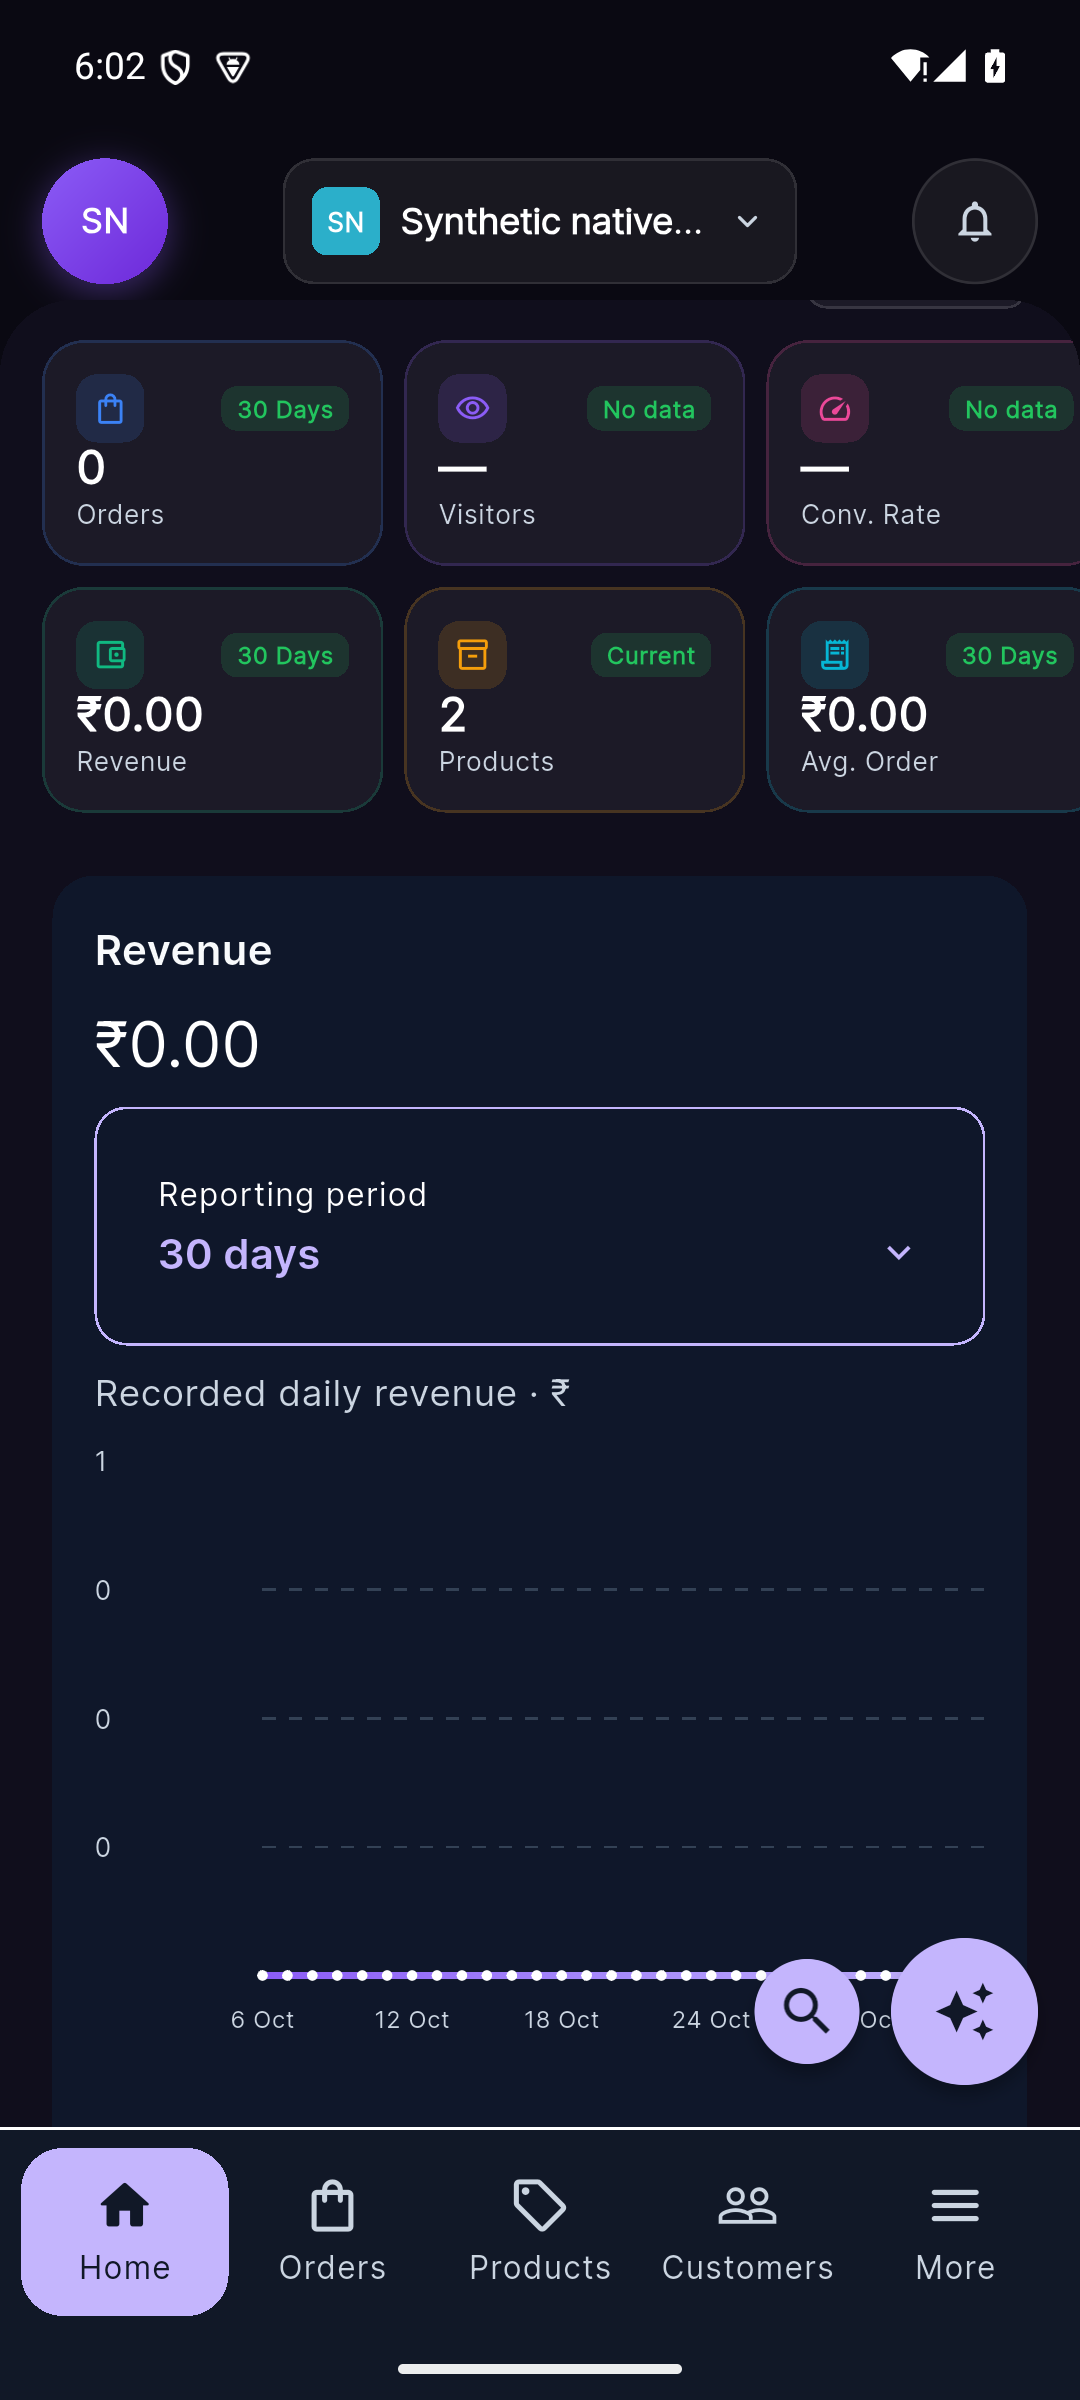 6:02
SN
SN Synthetic native...
30 Days
0
Orders
No data
—
Visitors
No data
—
Conv. Rate
30 Days
₹0.00
Revenue
Current
2
Products
30 Days
₹0.00
Avg. Order
Revenue
₹0.00
Reporting period
30 days
Recorded daily revenue · ₹
1
0
0
0
6 Oct 12 Oct 18 Oct 24 Oct
Home Orders Products Customers More